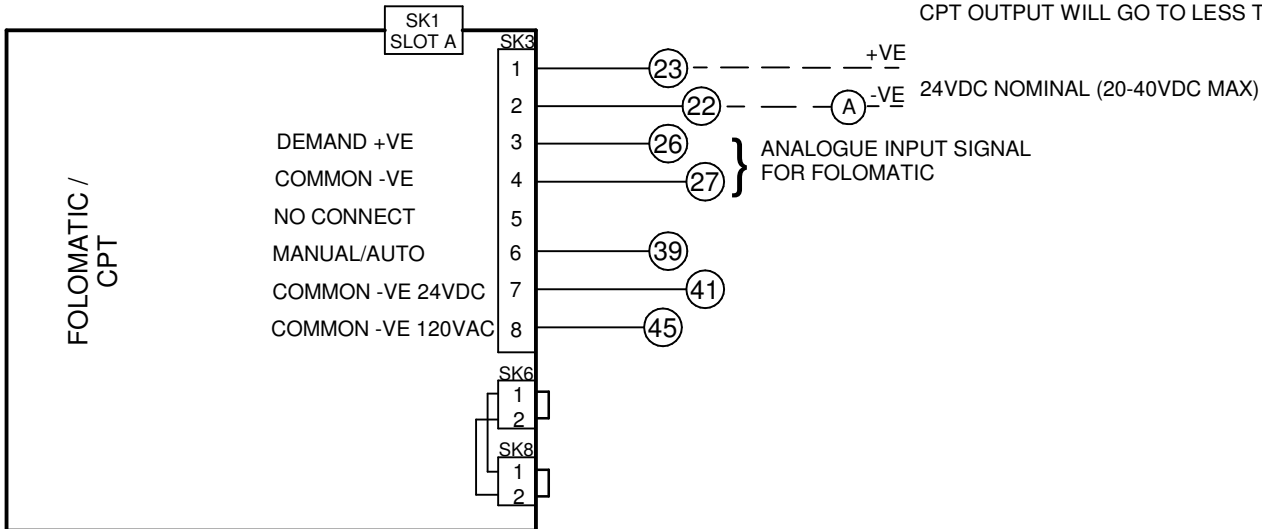 CPT OUTPUT WILL GO TO LESS
SK1
SLOT A
SK3
1
23
+VE
2
22
A
-VE
24VDC NOMINAL (20-40VDC MAX)
DEMAND +VE
3
26
COMMON -VE
4
27
ANALOGUE INPUT SIGNAL
FOR FOLOMATIC
NO CONNECT
5
MANUAL/AUTO
6
39
COMMON -VE 24VDC
7
41
COMMON -VE 120VAC
8
45
FOLOMATIC /
CPT
SK6
1
2
SK8
1
2